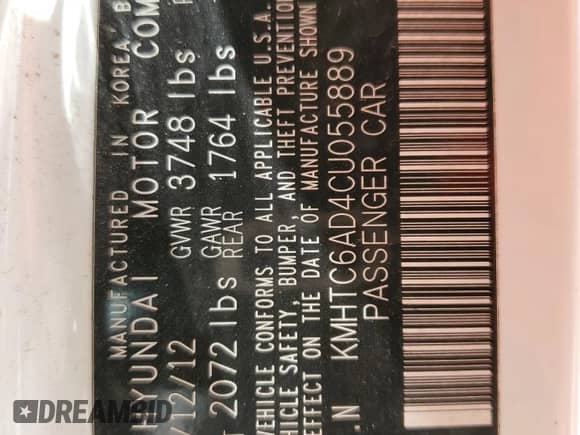 MANUFACTURED IN KOREA, B
HYUNDAI MOTOR COM
/12/12 GVWR 3748 lbs
2072 lbs GAWR REAR 1764 lbs
VEHICLE CONFORMS TO ALL APPLICABLE U.S.A.
HICLE SAFETY, BUMPER, AND THEFT PREVENTION
EFFECT ON THE DATE OF MANUFACTURE SHOWN
.N KMHTC6AD4CU055889
PASSENGER CAR
DREAMBID